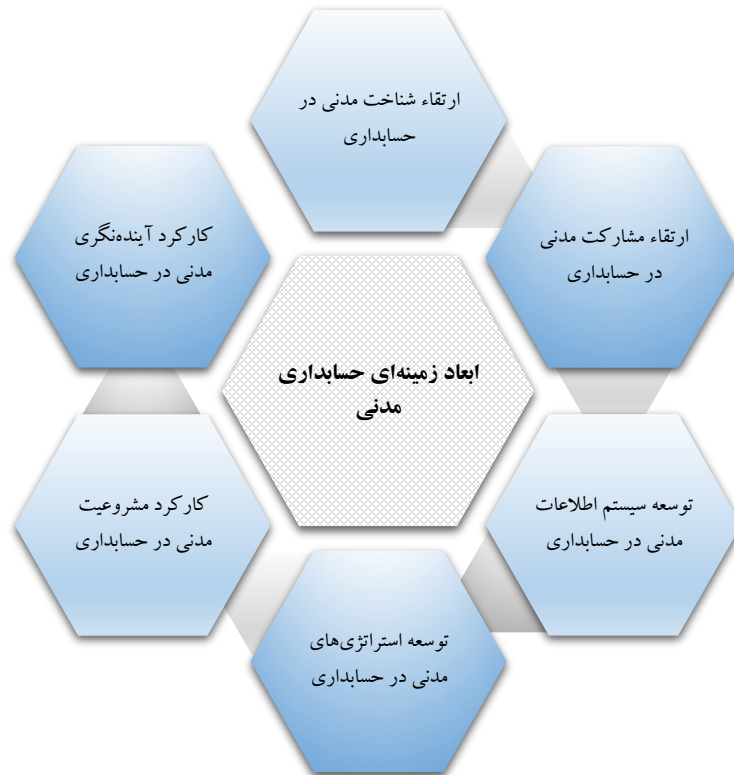 ارتقاء شناخت مدنی در
حسابداری
ارتقاء مشارکت مدنی
در حسابداری
توسعه سیستم اطلاعات
مدنی در حسابداری
توسعه استراتژی‌های
مدنی در حسابداری
کارکرد مشروعیت
مدنی در حسابداری
کارکرد آینده‌نگری
مدنی در حسابداری
ابعاد زمینه‌ای حسابداری
مدنی